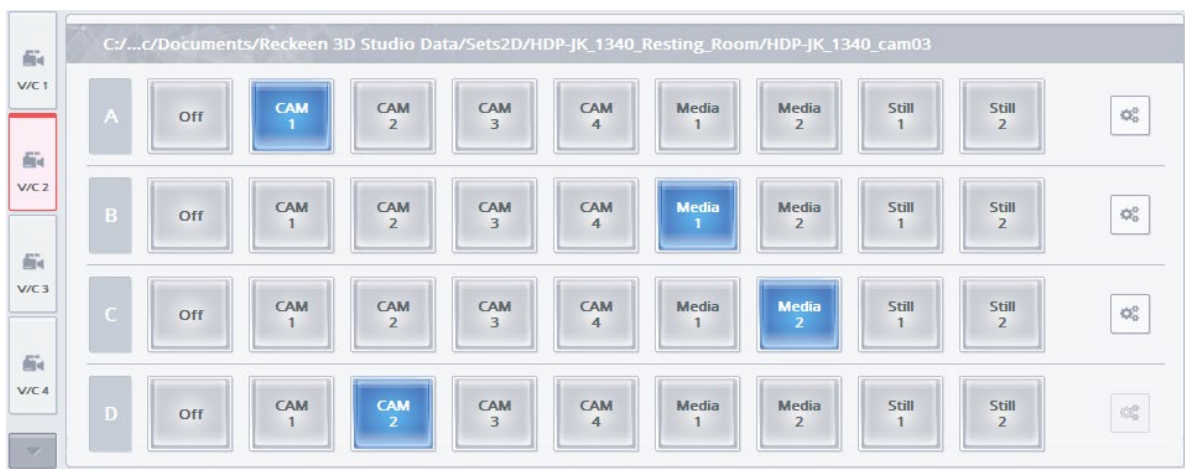 C:/...c/Documents/Reckeen 3D Studio Data/Sets2D/HDP-JK_1340_Resting_Room/HDP-JK_1340_cam03
V/C 1
V/C 2
V/C 3
V/C 4
A Off CAM 1 CAM 2 CAM 3 CAM 4 Media 1 Media 2 Still 1 Still 2
B Off CAM 1 CAM 2 CAM 3 CAM 4 Media 1 Media 2 Still 1 Still 2
C Off CAM 1 CAM 2 CAM 3 CAM 4 Media 1 Media 2 Still 1 Still 2
D Off CAM 1 CAM 2 CAM 3 CAM 4 Media 1 Media 2 Still 1 Still 2